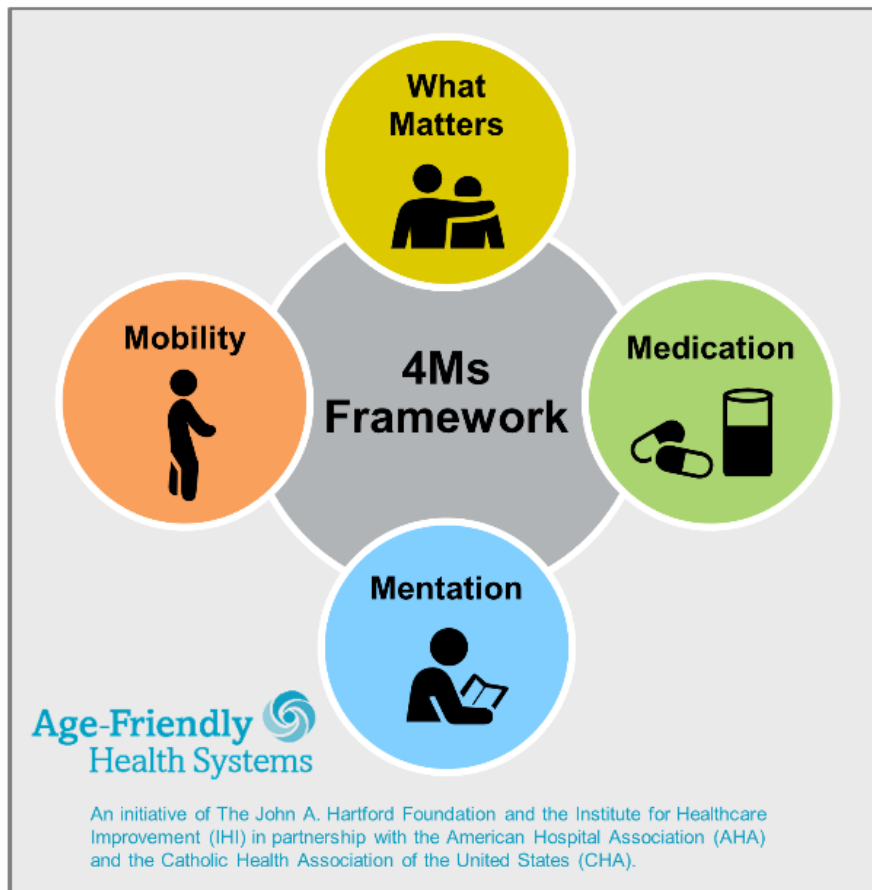 What
Matters
Mobility
4Ms
Framework
Medication
Mentation
Age-Friendly
Health Systems
An initiative of The John A. Hartford Foundation and the Institute for Healthcare
Improvement (IHI) in partnership with the American Hospital Association (AHA)
and the Catholic Health Association of the United States (CHA).